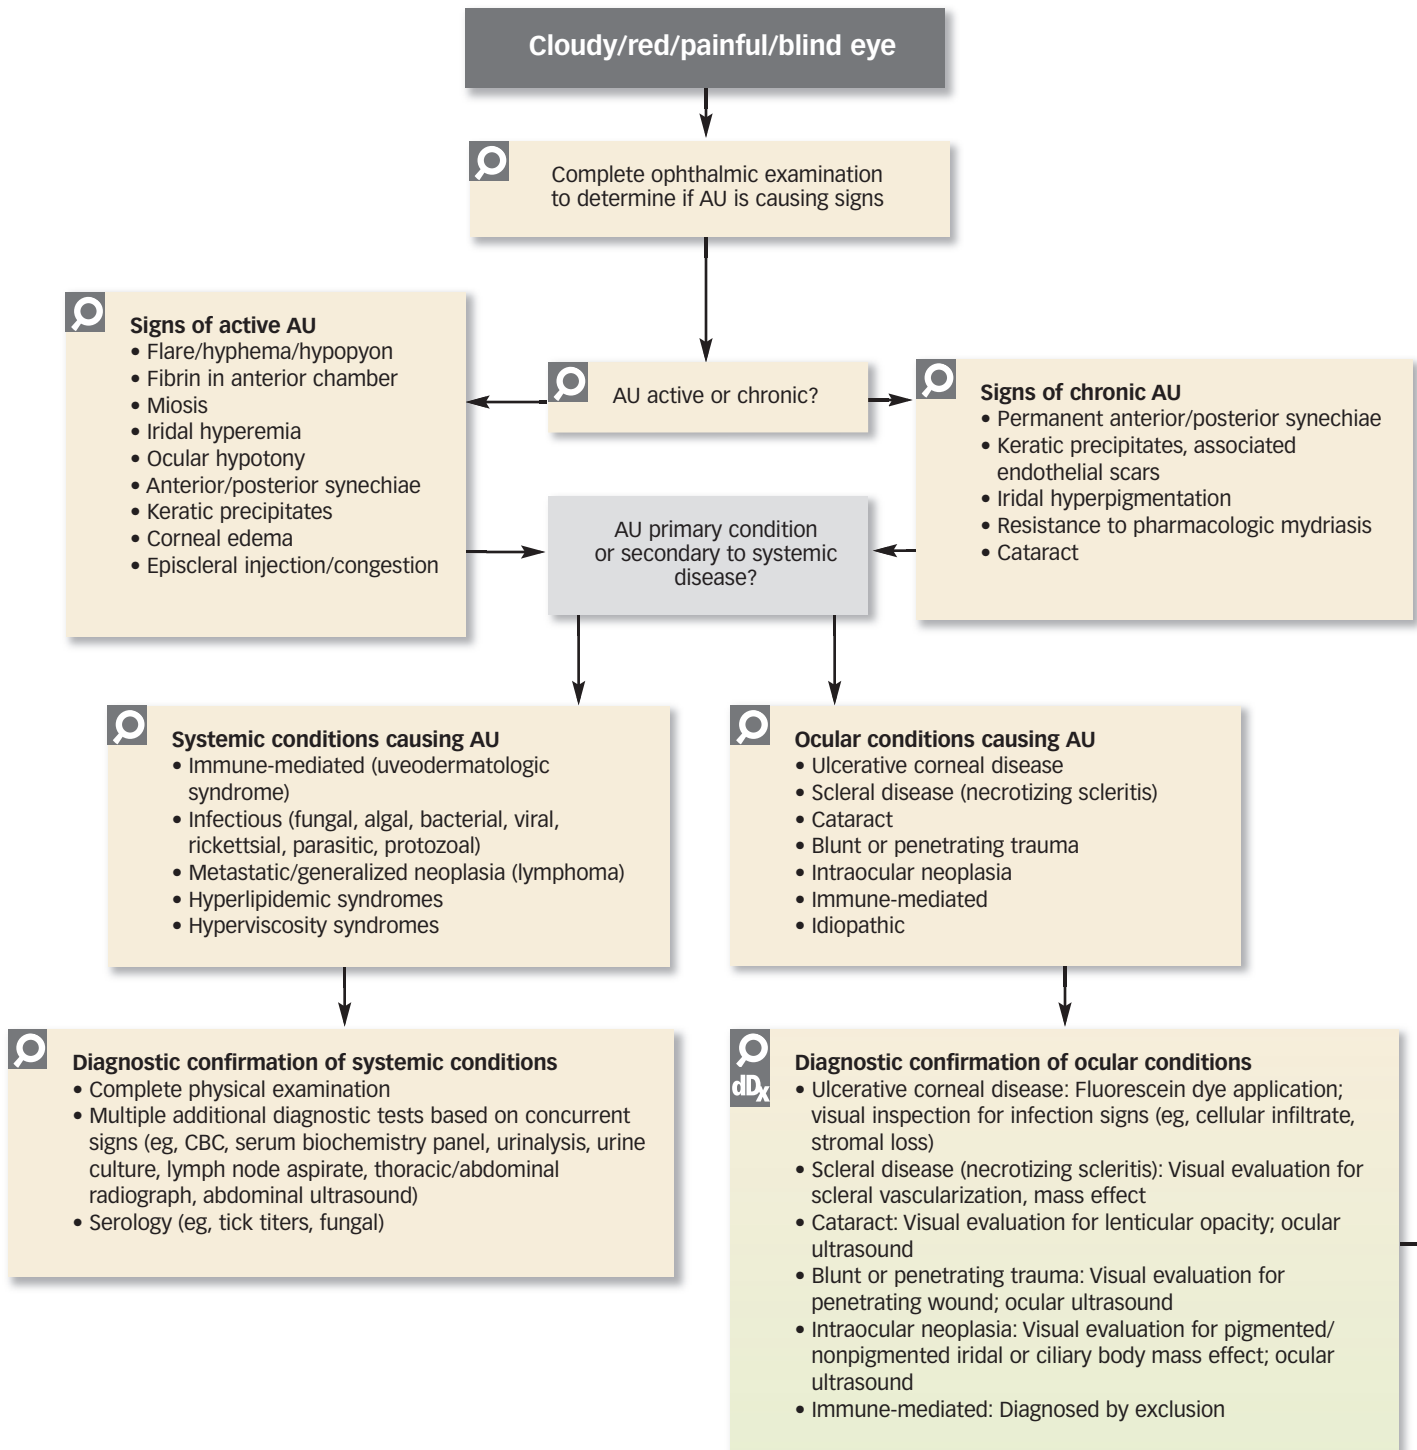 Cloudy/red/painful/blind eye
Complete ophthalmic examination
to determine if AU is causing signs
Signs of active AU
• Flare/hyphema/hypopyon
• Fibrin in anterior chamber
• Miosis
• Iridal hyperemia
• Ocular hypotony
• Anterior/posterior synechiae
• Keratic precipitates
• Corneal edema
• Episcleral injection/congestion
AU active or chronic?
Signs of chronic AU
• Permanent anterior/posterior synechiae
• Keratic precipitates, associated
endothelial scars
• Iridal hyperpigmentation
• Resistance to pharmacologic mydriasis
• Cataract
AU primary condition
or secondary to systemic
disease?
Systemic conditions causing AU
• Immune-mediated (uveodermatologic
syndrome)
• Infectious (fungal, algal, bacterial, viral,
rickettsial, parasitic, protozoal)
• Metastatic/generalized neoplasia (lymphoma)
• Hyperlipidemic syndromes
• Hyperviscosity syndromes
Ocular conditions causing AU
• Ulcerative corneal disease
• Scleral disease (necrotizing scleritis)
• Cataract
• Blunt or penetrating trauma
• Intraocular neoplasia
• Immune-mediated
• Idiopathic
Diagnostic confirmation of systemic conditions
• Complete physical examination
• Multiple additional diagnostic tests based on concurrent
signs (eg, CBC, serum biochemistry panel, urinalysis, urine
culture, lymph node aspirate, thoracic/abdominal
radiograph, abdominal ultrasound)
• Serology (eg, tick titers, fungal)
dDx
Diagnostic confirmation of ocular conditions
• Ulcerative corneal disease: Fluorescein dye application;
visual inspection for infection signs (eg, cellular infiltrate,
stromal loss)
• Scleral disease (necrotizing scleritis): Visual evaluation for
scleral vascularization, mass effect
• Cataract: Visual evaluation for lenticular opacity; ocular
ultrasound
• Blunt or penetrating trauma: Visual evaluation for
penetrating wound; ocular ultrasound
• Intraocular neoplasia: Visual evaluation for pigmented/
nonpigmented iridal or ciliary body mass effect; ocular
ultrasound
• Immune-mediated: Diagnosed by exclusion